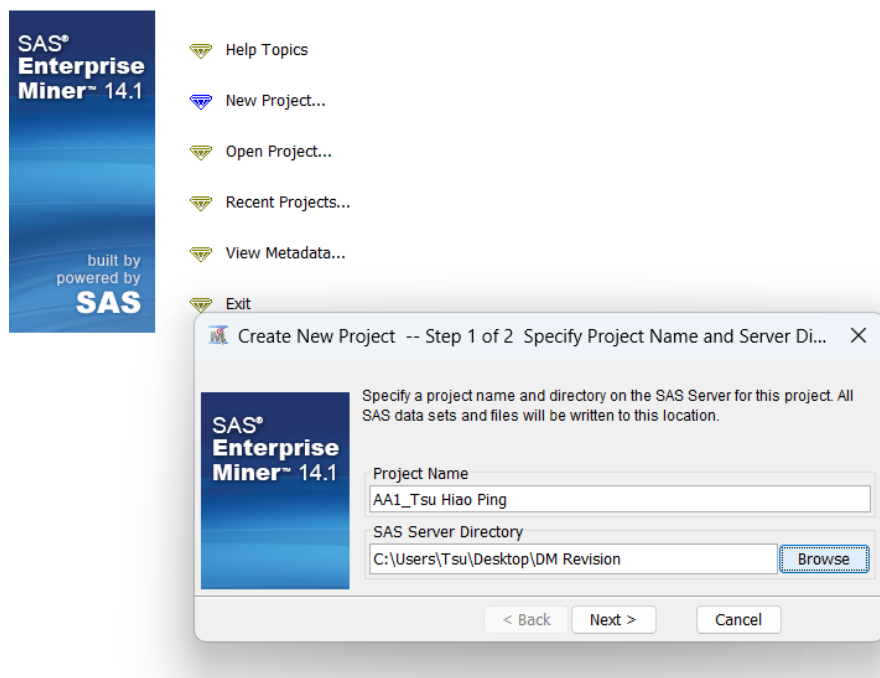 SAS®
Enterprise
Miner™ 14.1
built by
powered by
SAS
Help Topics
New Project...
Open Project...
Recent Projects...
View Metadata...
Exit
Create New Project -- Step 1 of 2 Specify Project Name and Server Di...
SAS®
Enterprise
Miner™ 14.1
Specify a project name and directory on the SAS Server for this project. All
SAS data sets and files will be written to this location.
Project Name
AA1_Tsu Hiao Ping
SAS Server Directory
C:\Users\Tsu\Desktop\DM Revision
Browse
< Back
Next >
Cancel